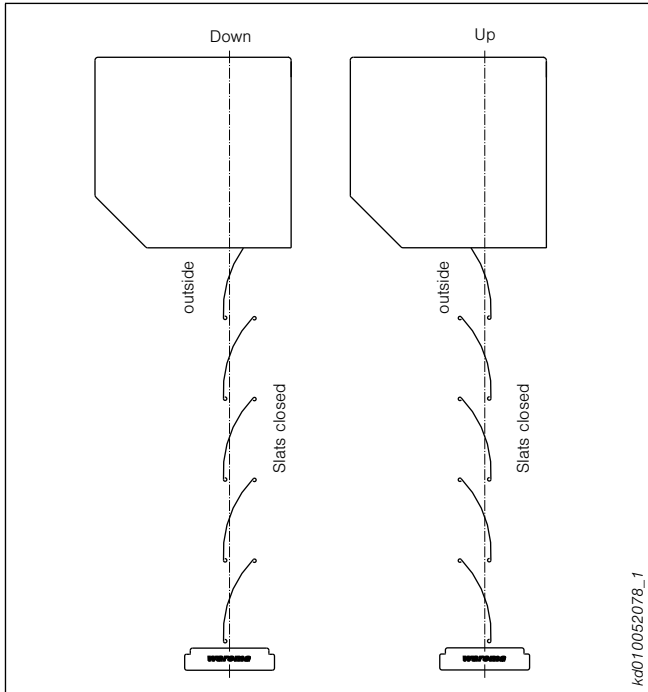 Down
Up
outside
outside
Slats closed
Slats closed
kd010052078_1